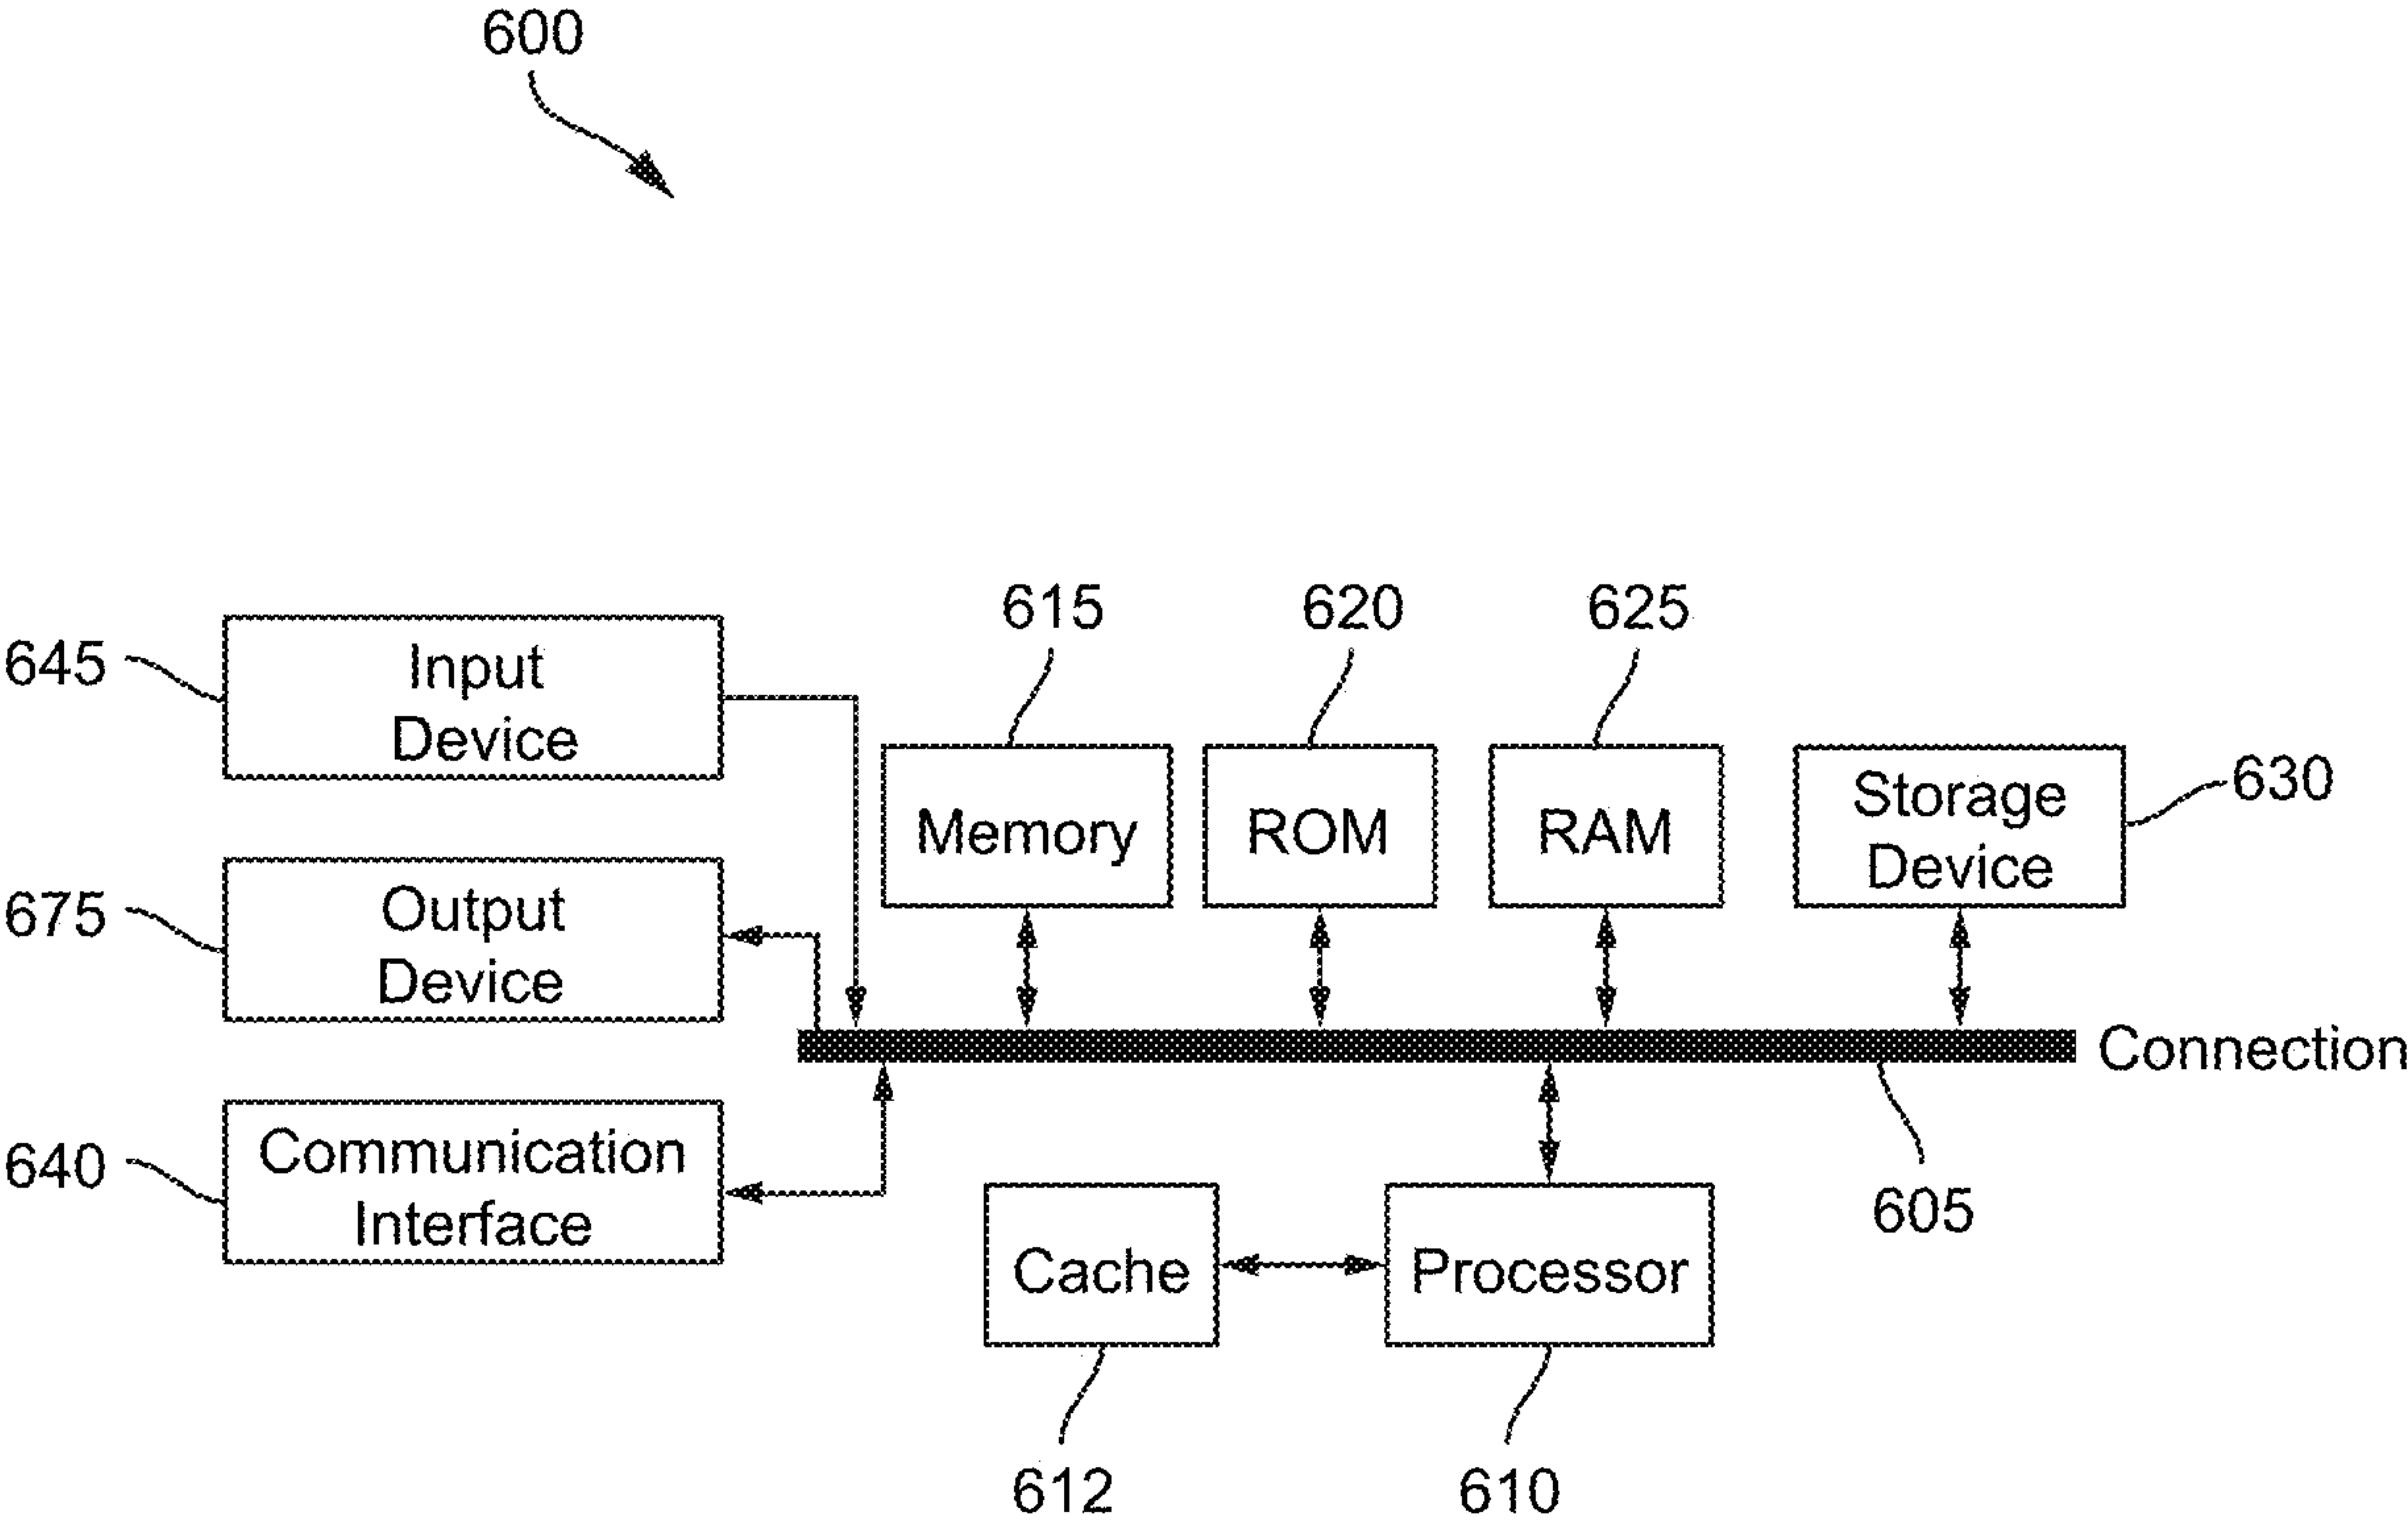 600
615
620
625
645
Input
Device
Memory
ROM
RAM
Storage
Device
630
675
Output
Device
Connection
640
Communication
Interface
605
Cache
Processor
612
610